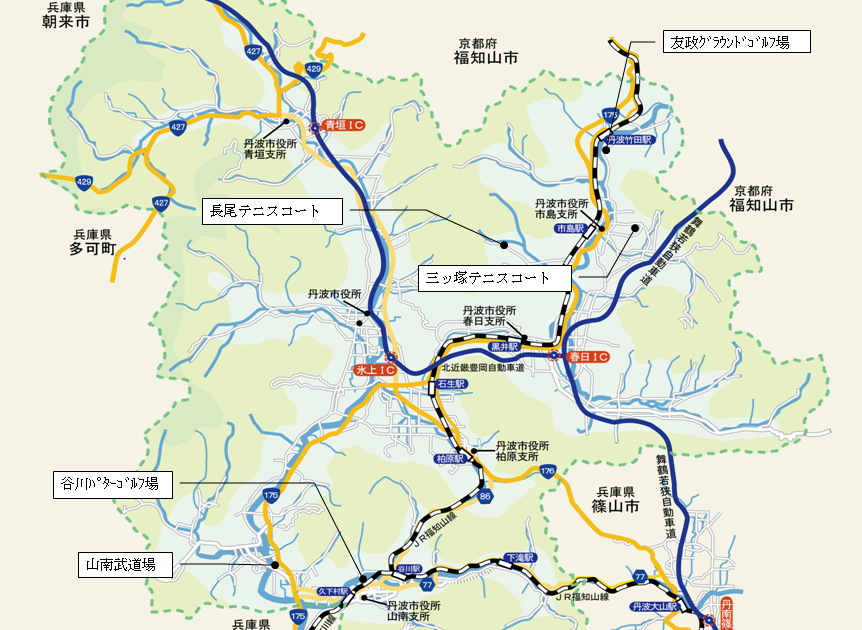 兵庫県
朝来市
427
429
京都府
福知山市
友政ｸﾞﾗｳﾝﾄﾞｺﾞﾙﾌ場
175
青垣ＩＣ
427
丹波市役所
青垣支所
丹波竹田駅
429
427
京都府
福知山市
長尾テニスコート
丹波市役所
市島支所
市島駅
舞鶴若狭自動車道
兵庫県
多可町
三ッ塚テニスコート
丹波市役所
丹波市役所
春日支所
黒井駅
春日ＩＣ
氷上ＩＣ
北近畿豊岡自動車道
石生駅
丹波市役所
柏原支所
柏原駅
176
舞鶴若狭自動車道
谷川ﾊﾟﾀｰｺﾞﾙﾌ場
175
86
兵庫県
篠山市
ＪＲ福知山線
山南武道場
下滝駅
谷川駅
77
77
久下村駅
ＪＲ福知山線
丹波市役所
山南支所
丹波大山駅
175
兵庫県